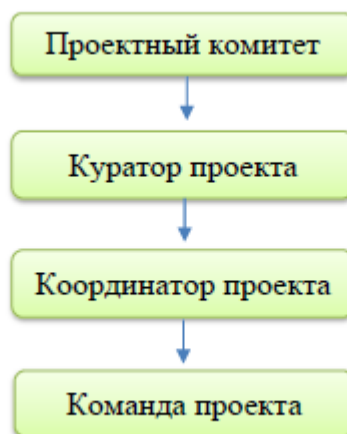 Проектный комитет
Куратор проекта
Координатор проекта
Команда проекта